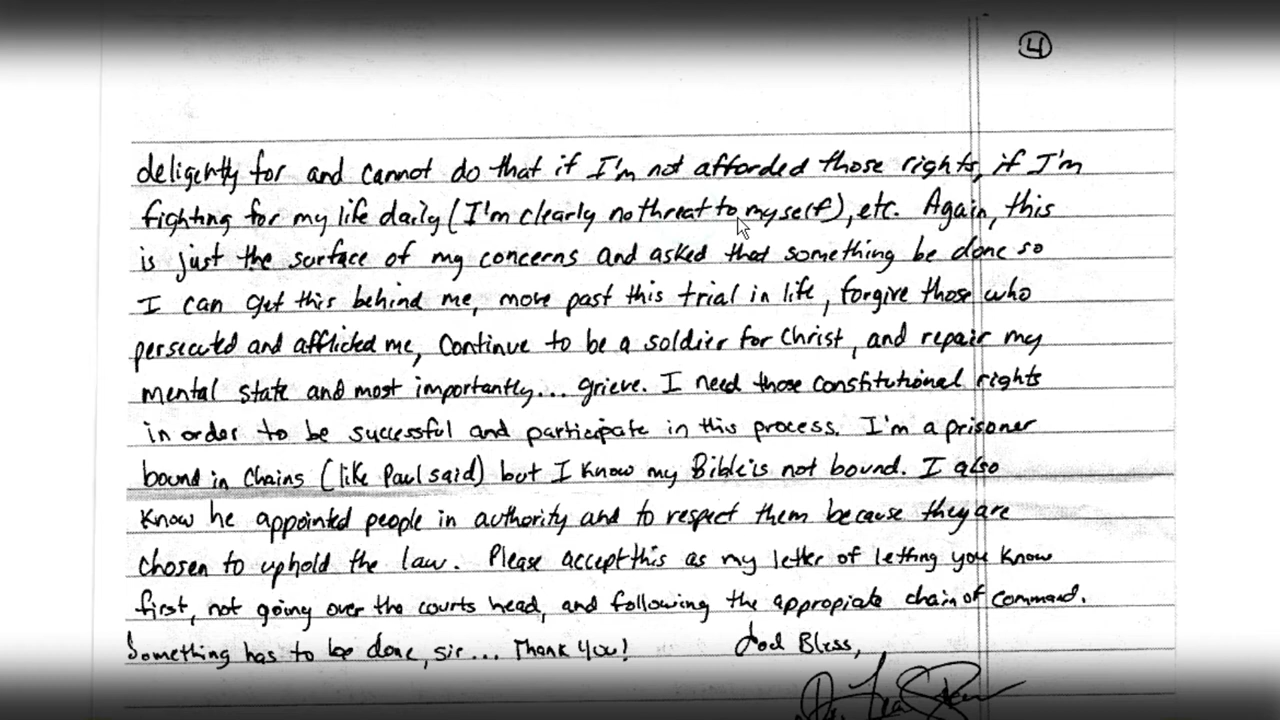 4
deligently for and cannot do that if I'm not afforded those rights, if I'm
fighting for my life daily (I'm clearly no threat to myself), etc. Again, this
is just the surface of my concerns and asked that something be done so
I can get this behind me, move past this trial in life, forgive those who
persecuted and afflicted me, Continue to be a soldier for Christ, and repair my
mental state and most importantly... grieve. I need those constitutional rights
in order to be successful and participate in this process. I'm a prisoner
bound in Chains (like Paul said) but I know my Bible is not bound. I also
know he appointed people in authority and to respect them because they are
chosen to uphold the law. Please accept this as my letter of letting you know
first, not going over the courts head, and following the appropiate chain of command.
Something has to be done, sir... Thank You! God Bless,